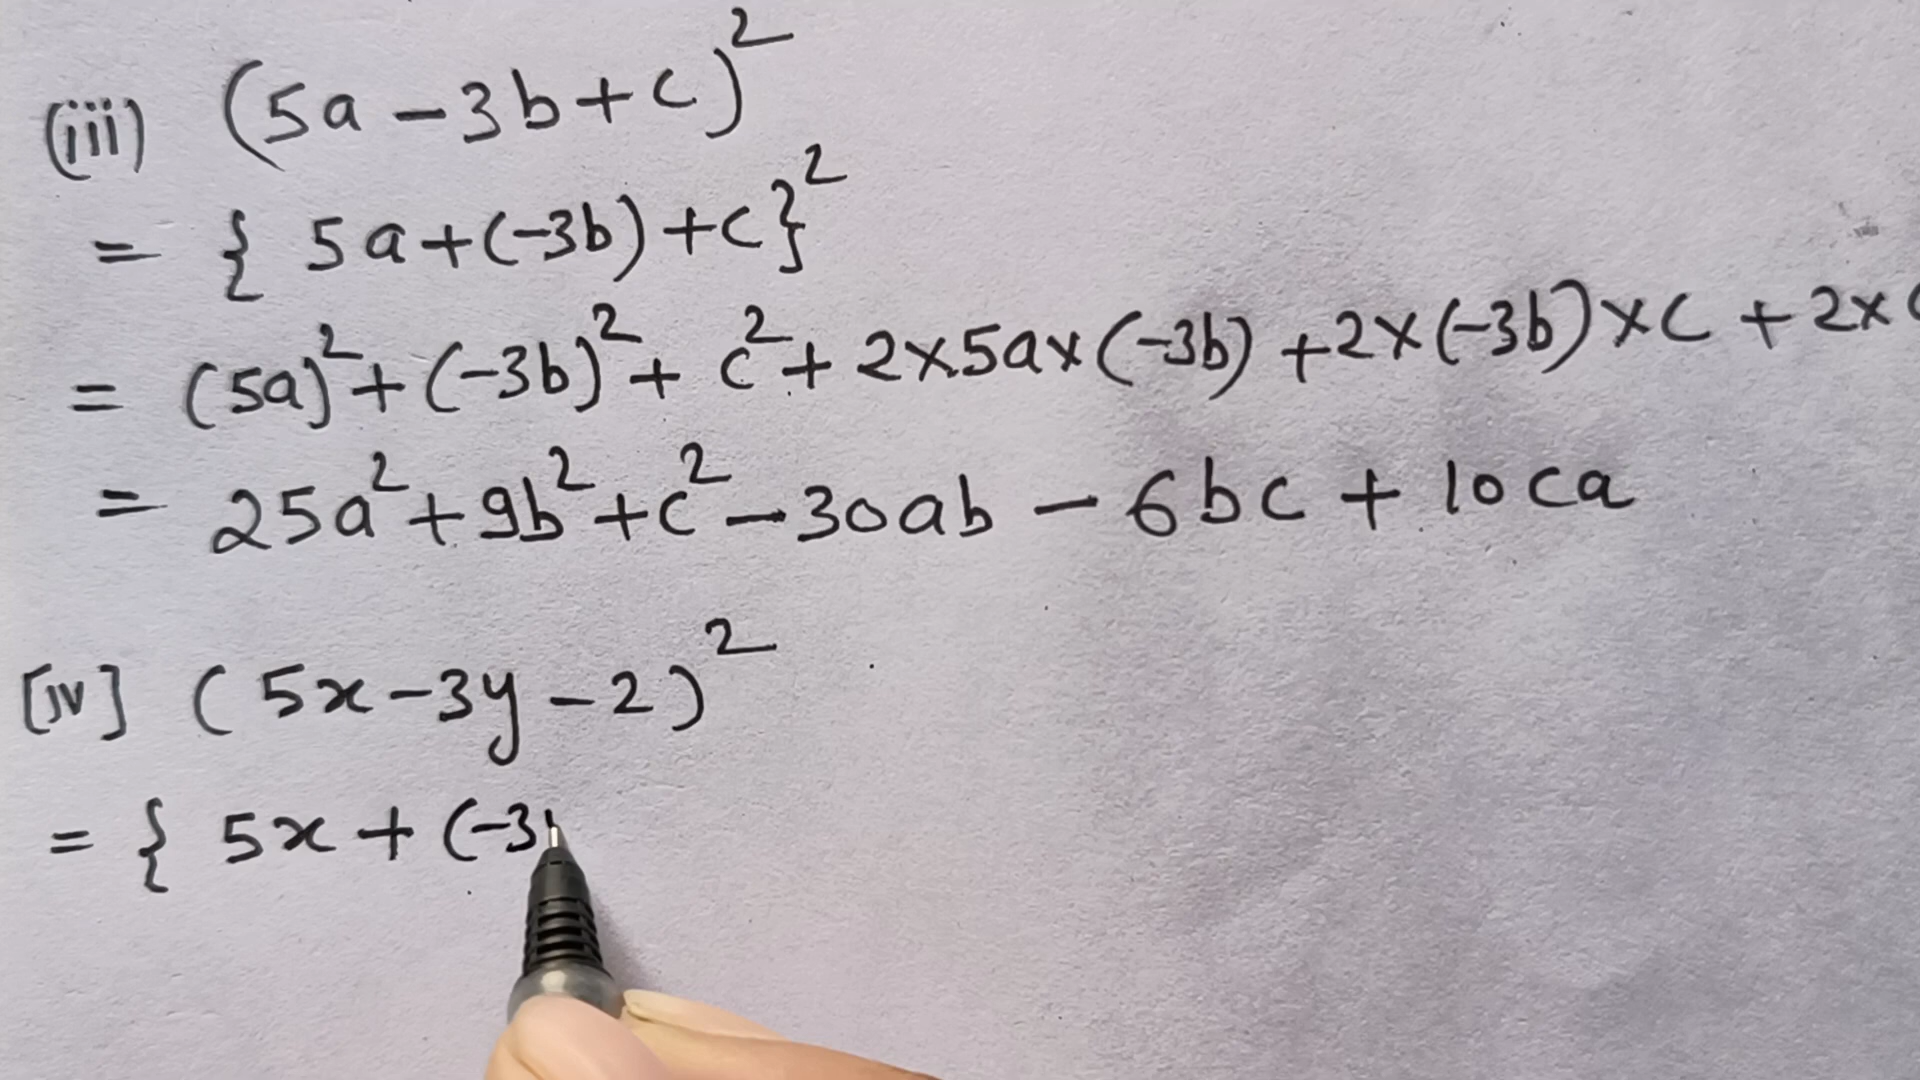 (iii) (5a-3b+c)²
= { 5a+(-3b)+c}²
= (5a)²+(-3b)²+ c²+ 2×5a×(-3b) +2×(-3b)×c + 2×
= 25a²+9b²+c²-30ab - 6bc + 10ca
[iv] (5x-3y-2)²
= { 5x + (-3